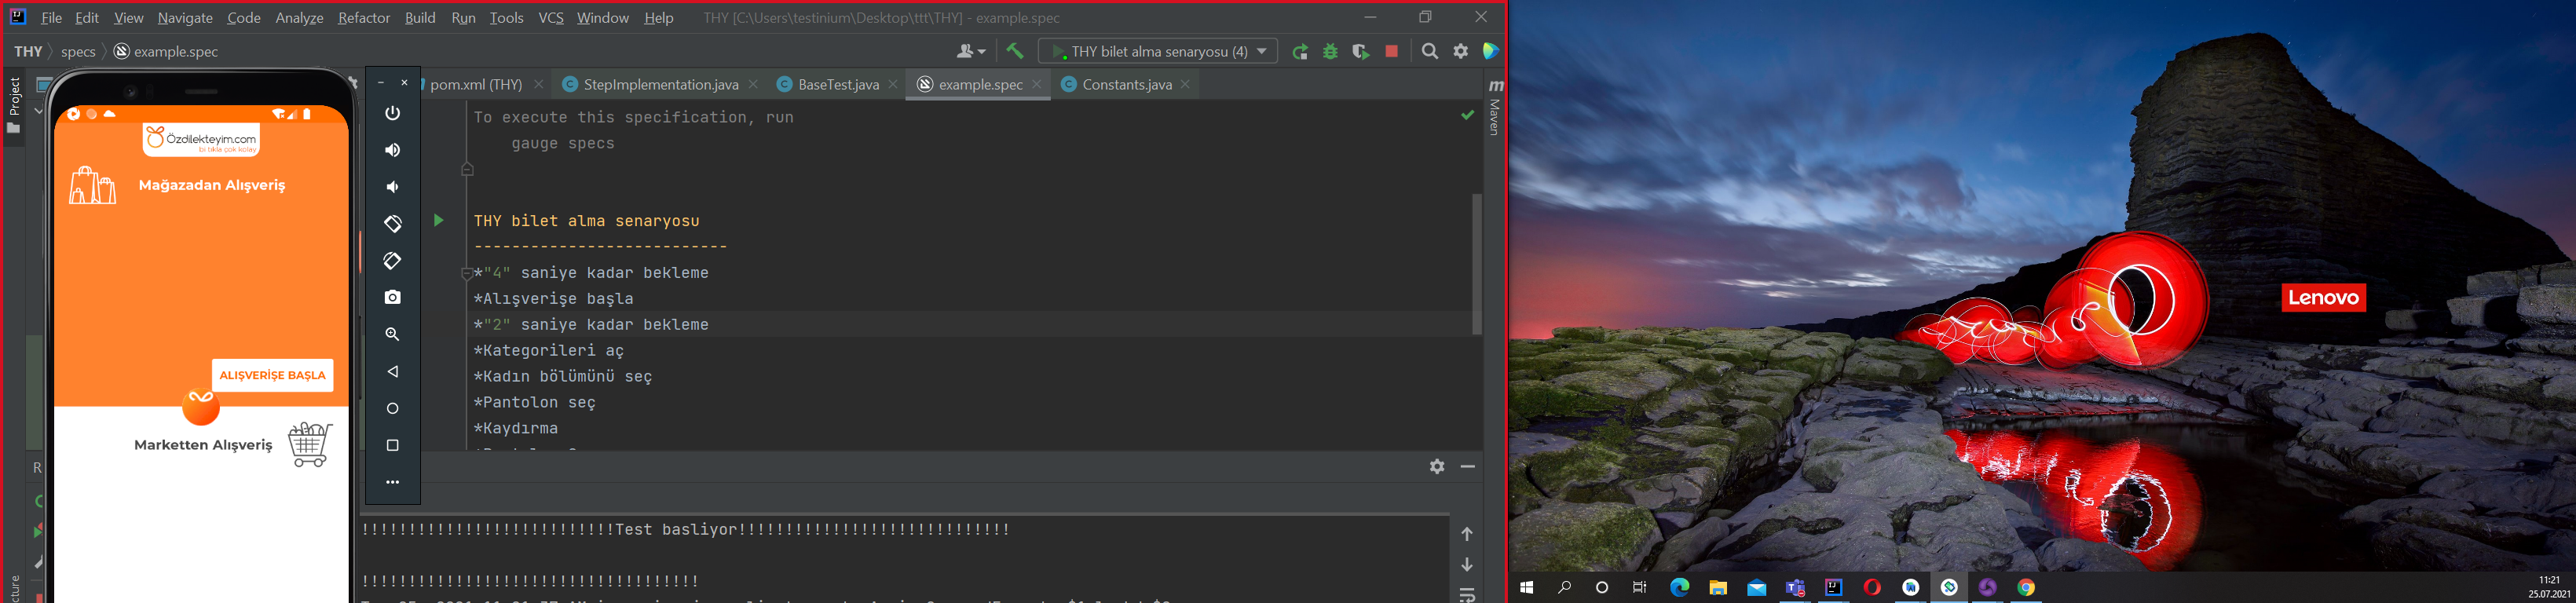 File Edit View Navigate Code Analyze Refactor Build Run Tools VCS Window Help THY [C:\Users\testinium\Desktop\ttt\THY] - example.spec
THY specs example.spec
THY bilet alma senaryosu (4)
pom.xml (THY) StepImplementation.java BaseTest.java example.spec Constants.java
Project
Maven
Özdilekteyim.com
bi tıkla çok kolay
Mağazadan Alışveriş
ALIŞVERİŞE BAŞLA
Marketten Alışveriş
To execute this specification, run
gauge specs
THY bilet alma senaryosu
---------------------------
*"4" saniye kadar bekleme
*Alışverişe başla
*"2" saniye kadar bekleme
*Kategorileri aç
*Kadın bölümünü seç
*Pantolon seç
*Kaydırma
!!!!!!!!!!!!!!!!!!!!!!!!!!!Test basliyor!!!!!!!!!!!!!!!!!!!!!!!!!!!!!
!!!!!!!!!!!!!!!!!!!!!!!!!!!!!!!!!!!!
Lenovo
11:21
25.07.2021